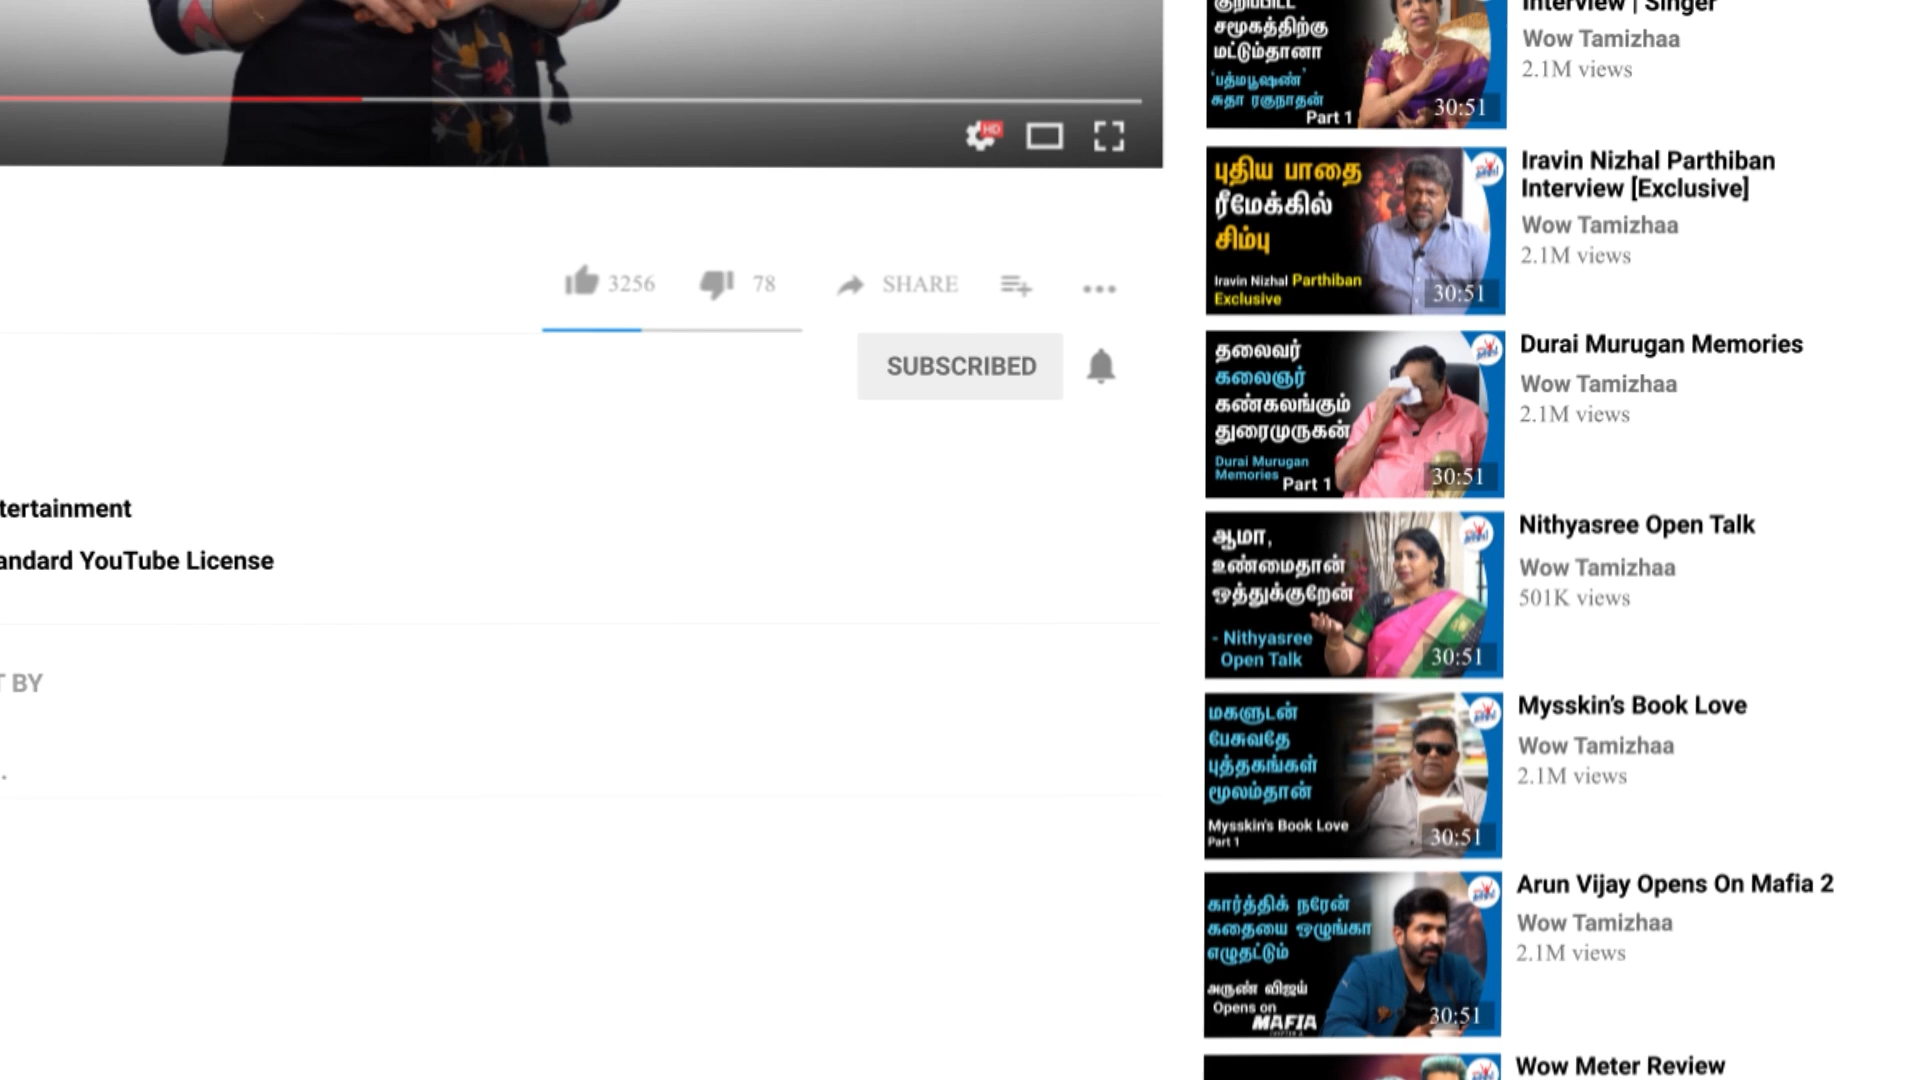 HD
3256
78
SHARE
SUBSCRIBED
tertainment
andard YouTube License
T BY
சமூகத்திற்கு
மட்டும்தானா
'பத்மபூஷண்'
சுதா ரகுநாதன்
Part 1
30:51
Interview | Singer
Wow Tamizhaa
2.1M views
புதிய பாதை
ரீமேக்கில்
சிம்பு
Iravin Nizhal Parthiban
Exclusive
30:51
Iravin Nizhal Parthiban
Interview [Exclusive]
Wow Tamizhaa
2.1M views
தலைவர்
கலைஞர்
கண்கலங்கும்
துரைமுருகன்
Durai Murugan
Memories
Part 1
30:51
Durai Murugan Memories
Wow Tamizhaa
2.1M views
ஆமா,
உண்மைதான்
ஒத்துக்குறேன்
- Nithyasree
Open Talk
30:51
Nithyasree Open Talk
Wow Tamizhaa
501K views
மகளுடன்
பேசுவதே
புத்தகங்கள்
மூலம்தான்
Mysskin's Book Love
Part 1
30:51
Mysskin's Book Love
Wow Tamizhaa
2.1M views
கார்த்திக் நரேன்
கதையை ஒழுங்கா
எழுதட்டும்
அருண் விஜய்
Opens on
MAFIA
30:51
Arun Vijay Opens On Mafia 2
Wow Tamizhaa
2.1M views
Wow Meter Review